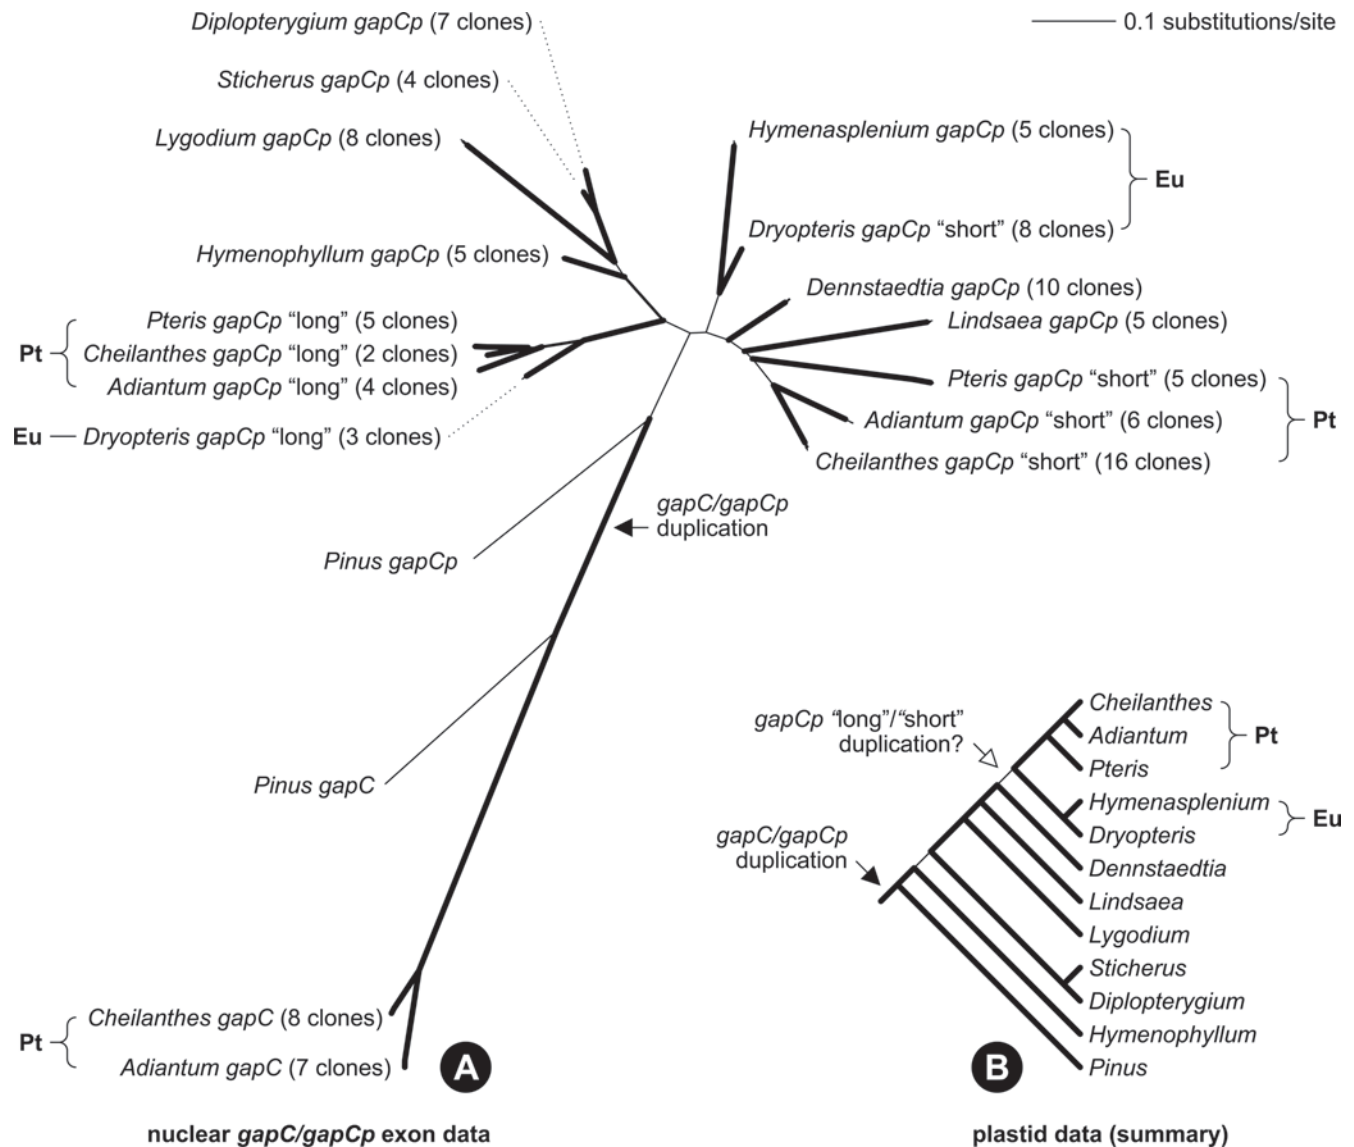 Diplopterygium gapCp (7 clones)
0.1 substitutions/site
Sticherus gapCp (4 clones)
Lygodium gapCp (8 clones)
Hymenophyllum gapCp (5 clones)
Pt
Pteris gapCp “long” (5 clones)
Cheilanthes gapCp “long” (2 clones)
Adiantum gapCp “long” (4 clones)
Eu
Dryopteris gapCp “long” (3 clones)
Hymenasplenium gapCp (5 clones)
Eu
Dryopteris gapCp “short” (8 clones)
Dennstaedtia gapCp (10 clones)
Lindsaea gapCp (5 clones)
Pteris gapCp “short” (5 clones)
Adiantum gapCp “short” (6 clones)
Pt
Cheilanthes gapCp “short” (16 clones)
gapC/gapCp
duplication
Pinus gapCp
Pinus gapC
Pt
Cheilanthes gapC (8 clones)
Adiantum gapC (7 clones)
A
nuclear gapC/gapCp exon data
gapCp “long”/“short”
duplication?
gapC/gapCp
duplication
Cheilanthes
Adiantum
Pt
Pteris
Hymenasplenium
Eu
Dryopteris
Dennstaedtia
Lindsaea
Lygodium
Sticherus
Diplopterygium
Hymenophyllum
Pinus
B
plastid data (summary)